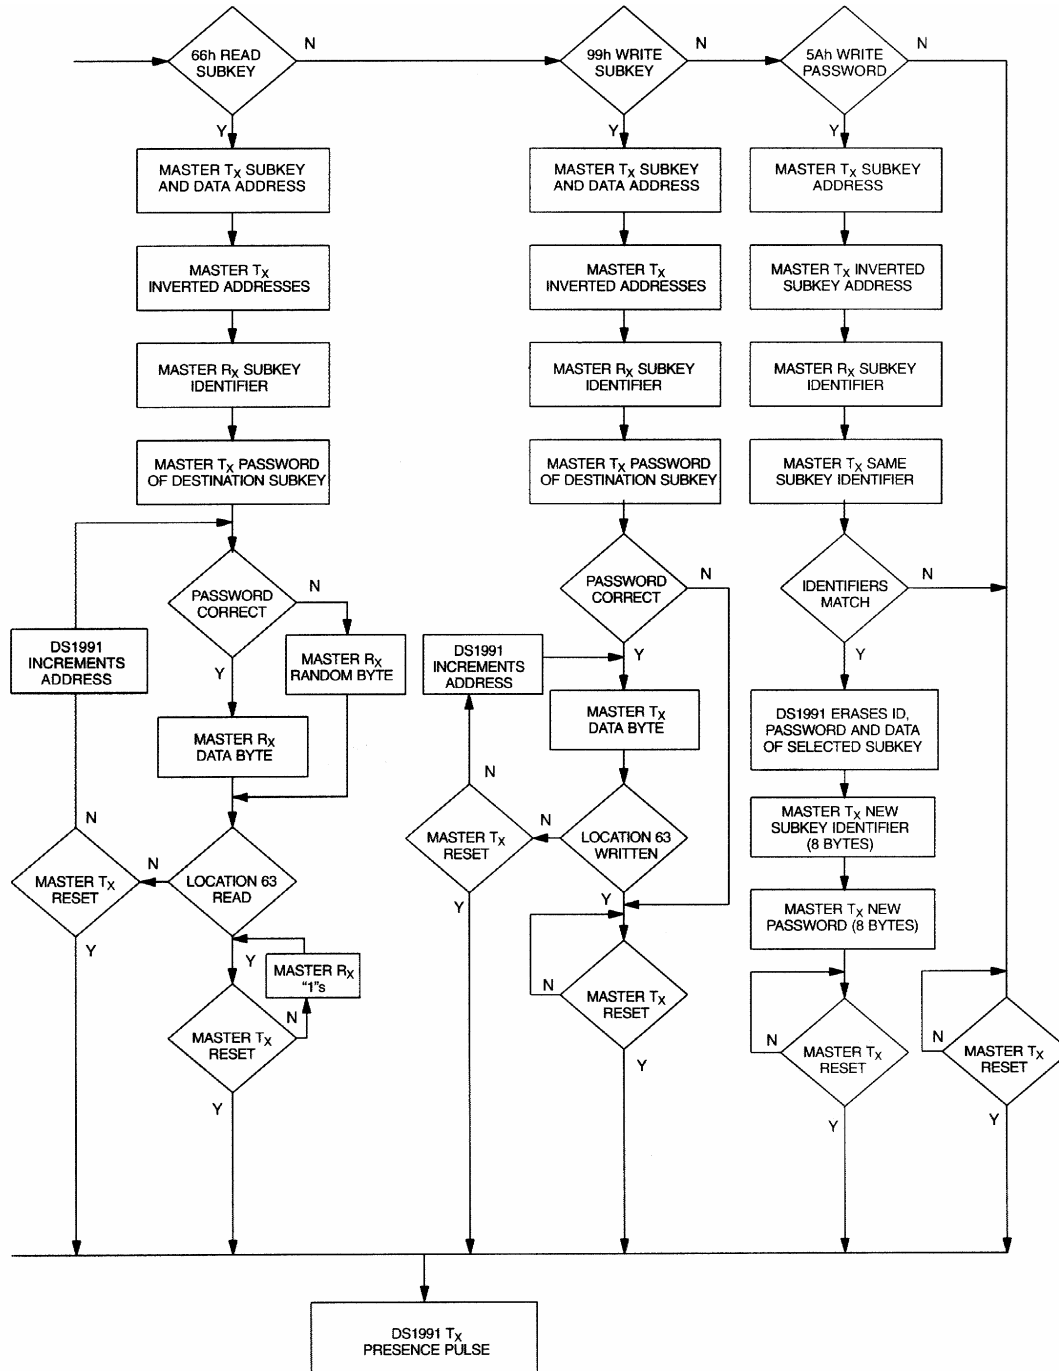 66h READ
SUBKEY
N
Y
MASTER TX SUBKEY
AND DATA ADDRESS
MASTER TX
INVERTED ADDRESSES
MASTER RX SUBKEY
IDENTIFIER
MASTER TX PASSWORD
OF DESTINATION SUBKEY
PASSWORD
CORRECT
N
Y
MASTER RX
RANDOM BYTE
DS1991
INCREMENTS
ADDRESS
MASTER RX
DATA BYTE
LOCATION 63
READ
N
Y
MASTER TX
RESET
N
Y
MASTER RX
"1"s
MASTER TX
RESET
N
Y
99h WRITE
SUBKEY
N
Y
MASTER TX SUBKEY
AND DATA ADDRESS
MASTER TX
INVERTED ADDRESSES
MASTER RX SUBKEY
IDENTIFIER
MASTER TX PASSWORD
OF DESTINATION SUBKEY
PASSWORD
CORRECT
N
Y
DS1991
INCREMENTS
ADDRESS
MASTER TX
DATA BYTE
LOCATION 63
WRITTEN
N
Y
MASTER TX
RESET
N
Y
MASTER TX
RESET
N
Y
5Ah WRITE
PASSWORD
N
Y
MASTER TX SUBKEY
ADDRESS
MASTER TX INVERTED
SUBKEY ADDRESS
MASTER RX SUBKEY
IDENTIFIER
MASTER TX SAME
SUBKEY IDENTIFIER
IDENTIFIERS
MATCH
N
Y
DS1991 ERASES ID,
PASSWORD AND DATA
OF SELECTED SUBKEY
MASTER TX NEW
SUBKEY IDENTIFIER
(8 BYTES)
MASTER TX NEW
PASSWORD (8 BYTES)
MASTER TX
RESET
N
Y
MASTER TX
RESET
N
Y
DS1991 TX
PRESENCE PULSE